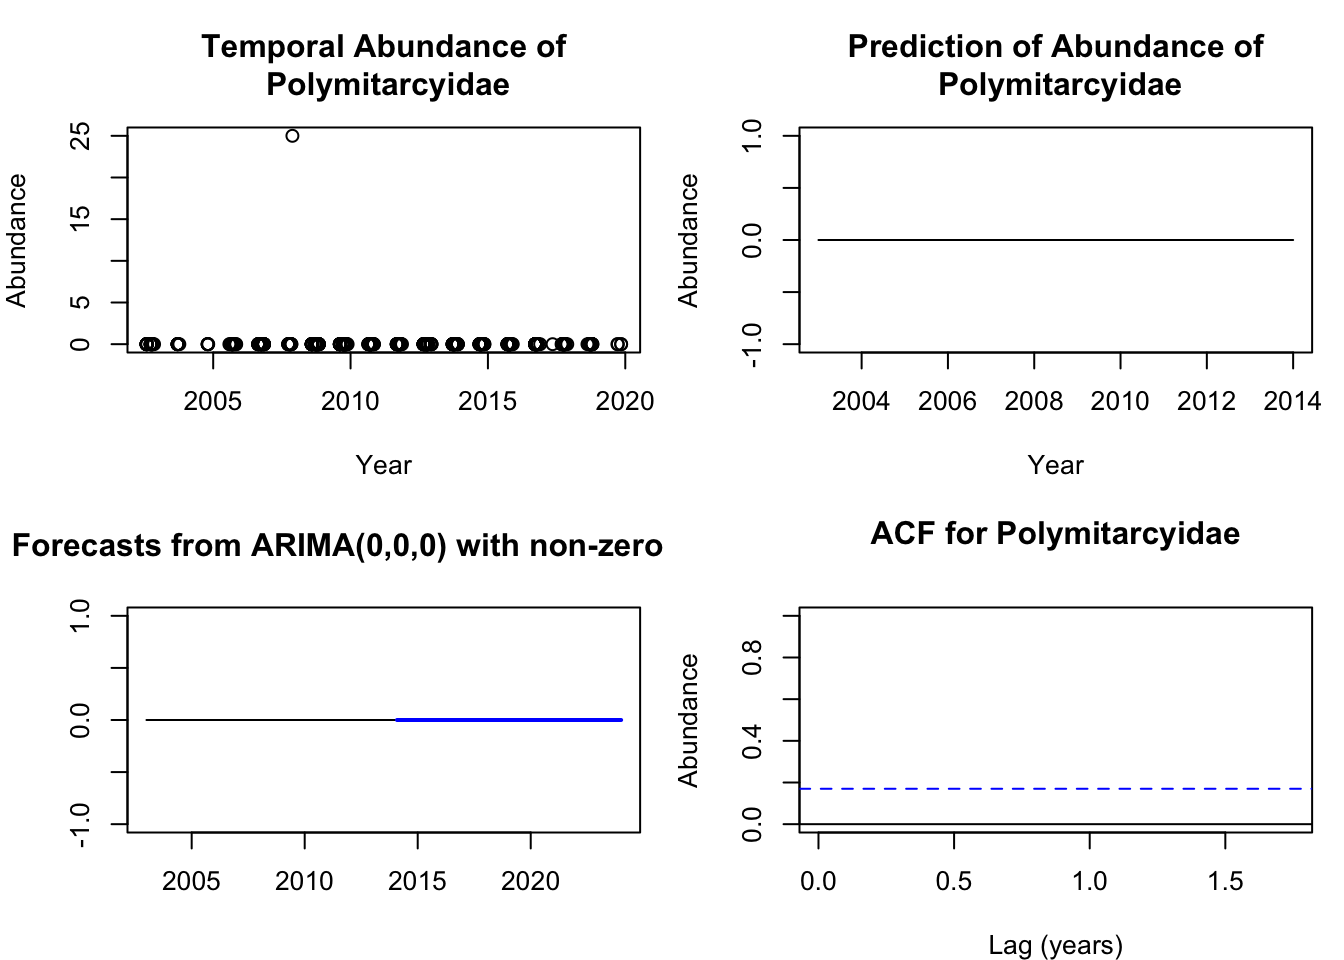 Temporal Abundance of
Polymitarcyidae
Abundance
25
15
5
0
2005 2010 2015 2020
Year
Prediction of Abundance of
Polymitarcyidae
Abundance
1.0
0.0
-1.0
2004 2006 2008 2010 2012 2014
Year
Forecasts from ARIMA(0,0,0) with non-zero
1.0
0.0
-1.0
2005 2010 2015 2020
ACF for Polymitarcyidae
Abundance
0.8
0.4
0.0
0.0 0.5 1.0 1.5
Lag (years)